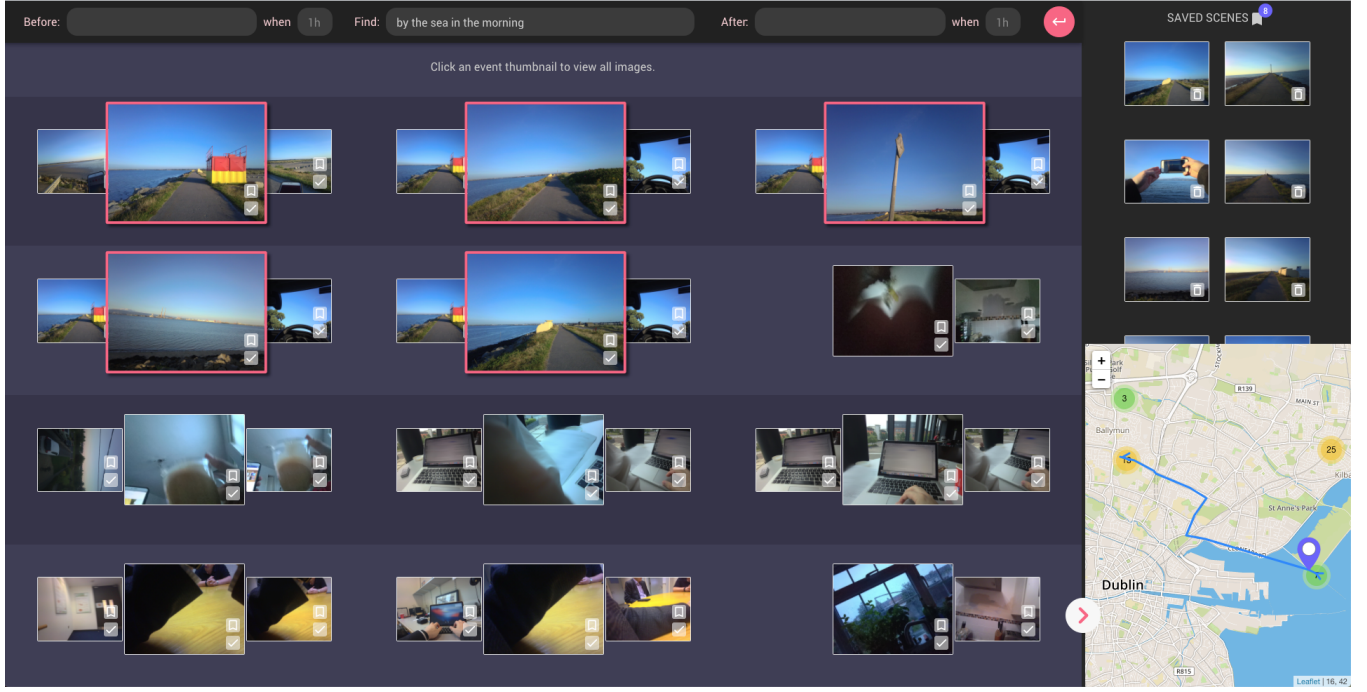 Before: when 1h Find: by the sea in the morning After: when 1h
SAVED SCENES 8
Click an event thumbnail to view all images.
+
−
3
R139
MAIN ST
Ballymun
25
St Anne's Park
Dublin
R815
Leaflet | 16, 42